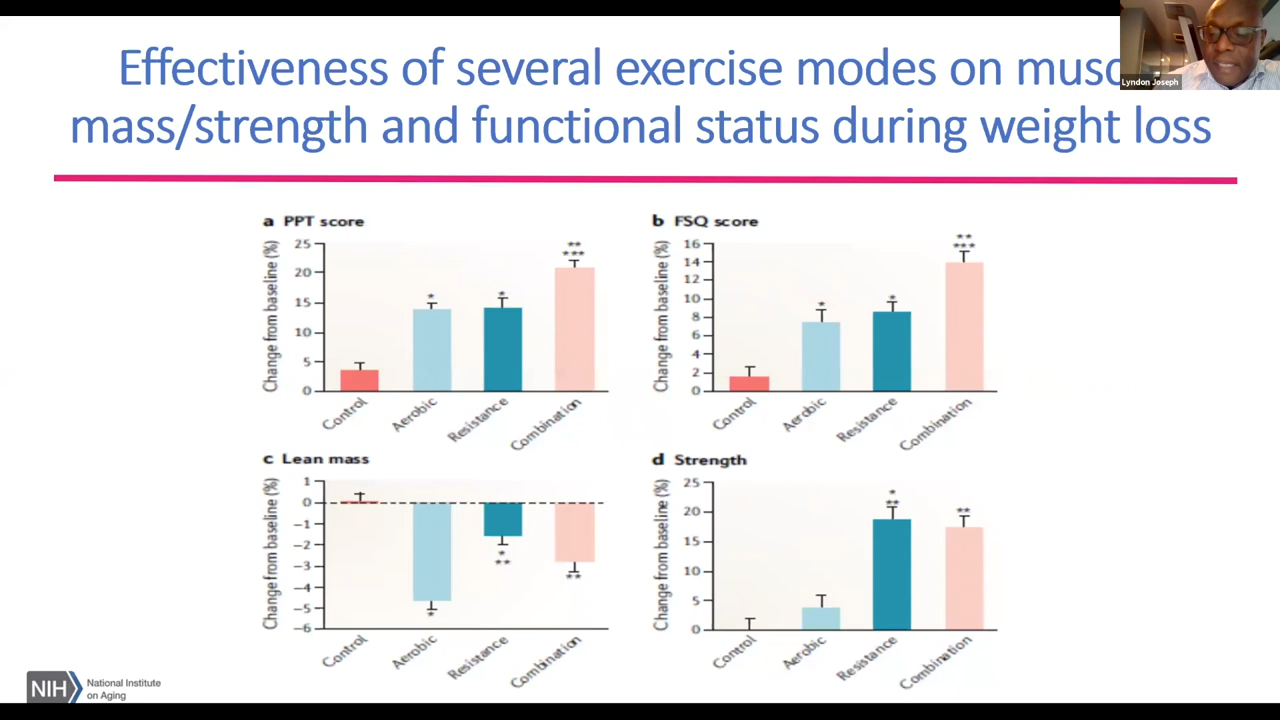 Effectiveness of several exercise modes on musc
mass/strength and functional status during weight loss
Lyndon Joseph
a PPT score
Change from baseline (%)
25
20
15
10
5
0
*
*
**
***
Control
Aerobic
Resistance
Combination
b FSQ score
Change from baseline (%)
16
14
12
10
8
6
4
2
0
*
*
**
***
Control
Aerobic
Resistance
Combination
c Lean mass
Change from baseline (%)
1
0
−1
−2
−3
−4
−5
−6
*
*
**
**
Control
Aerobic
Resistance
Combination
d Strength
Change from baseline (%)
25
20
15
10
5
0
*
**
**
Control
Aerobic
Resistance
Combination
NIH
National Institute
on Aging